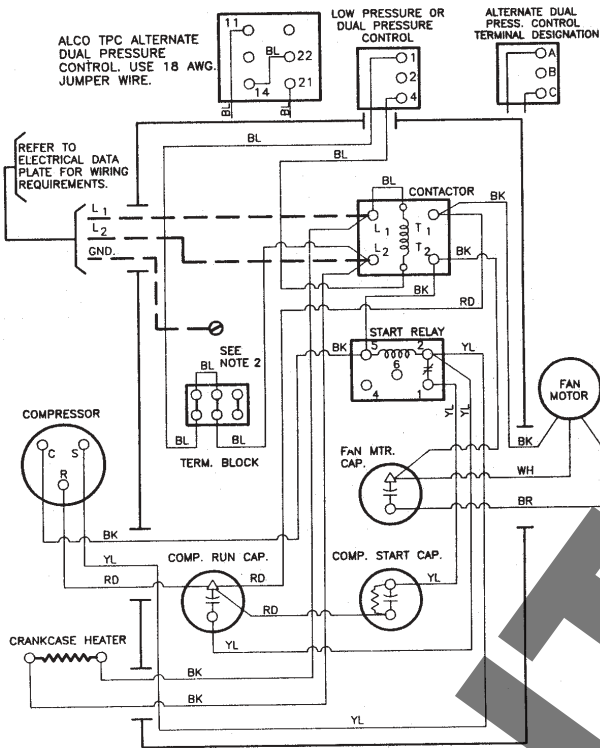 ALCO TPC ALTERNATE
DUAL PRESSURE
CONTROL. USE 18 AWG.
JUMPER WIRE.
11
BL
22
14
21
BL
BL
LOW PRESSURE OR
DUAL PRESSURE
CONTROL
1
2
4
ALTERNATE DUAL
PRESS. CONTROL
TERMINAL DESIGNATION
A
B
C
REFER TO
ELECTRICAL DATA
PLATE FOR WIRING
REQUIREMENTS.
BL
BL
L1
L2
GND.
BL
CONTACTOR
L1
T1
L2
T2
BK
BK
BK
RD
START RELAY
BK
5
2
6
4
1
YL
YL
YL
SEE
NOTE 2
BL
BL
BL
TERM. BLOCK
FAN
MOTOR
BK
WH
BR
FAN MTR.
CAP.
COMPRESSOR
C
S
R
BK
YL
RD
COMP. RUN CAP.
RD
RD
YL
COMP. START CAP.
YL
CRANKCASE HEATER
BK
BK
YL